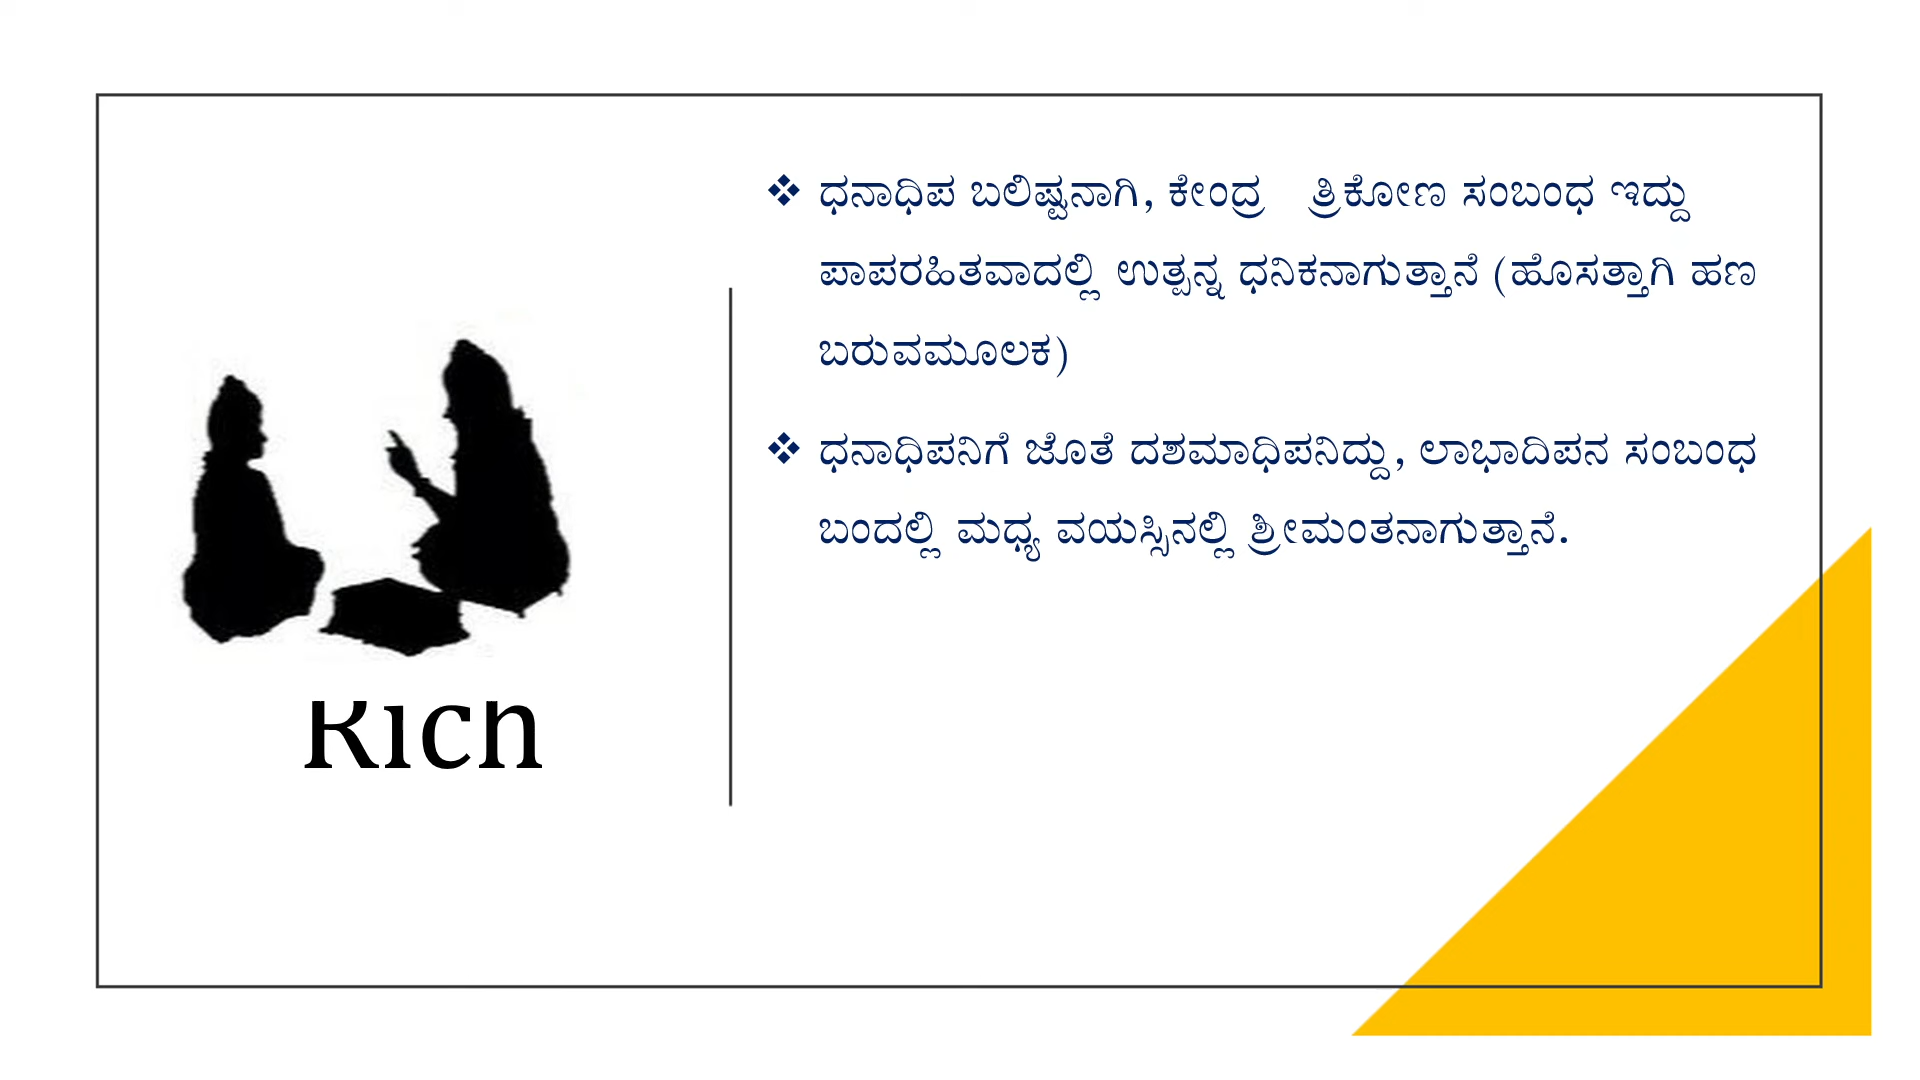 Rich
❖ ಧನಾಧಿಪ ಬಲಿಷ್ಟನಾಗಿ, ಕೇಂದ್ರ ತ್ರಿಕೋಣ ಸಂಬಂಧ ಇದ್ದು
ಪಾಪರಹಿತವಾದಲ್ಲಿ ಉತ್ಪನ್ನ ಧನಿಕನಾಗುತ್ತಾನೆ (ಹೊಸತ್ತಾಗಿ ಹಣ
ಬರುವಮೂಲಕ)
❖ ಧನಾಧಿಪನಿಗೆ ಜೊತೆ ದಶಮಾಧಿಪನಿದ್ದು, ಲಾಭಾದಿಪನ ಸಂಬಂಧ
ಬಂದಲ್ಲಿ ಮಧ್ಯ ವಯಸ್ಸಿನಲ್ಲಿ ಶ್ರೀಮಂತನಾಗುತ್ತಾನೆ.